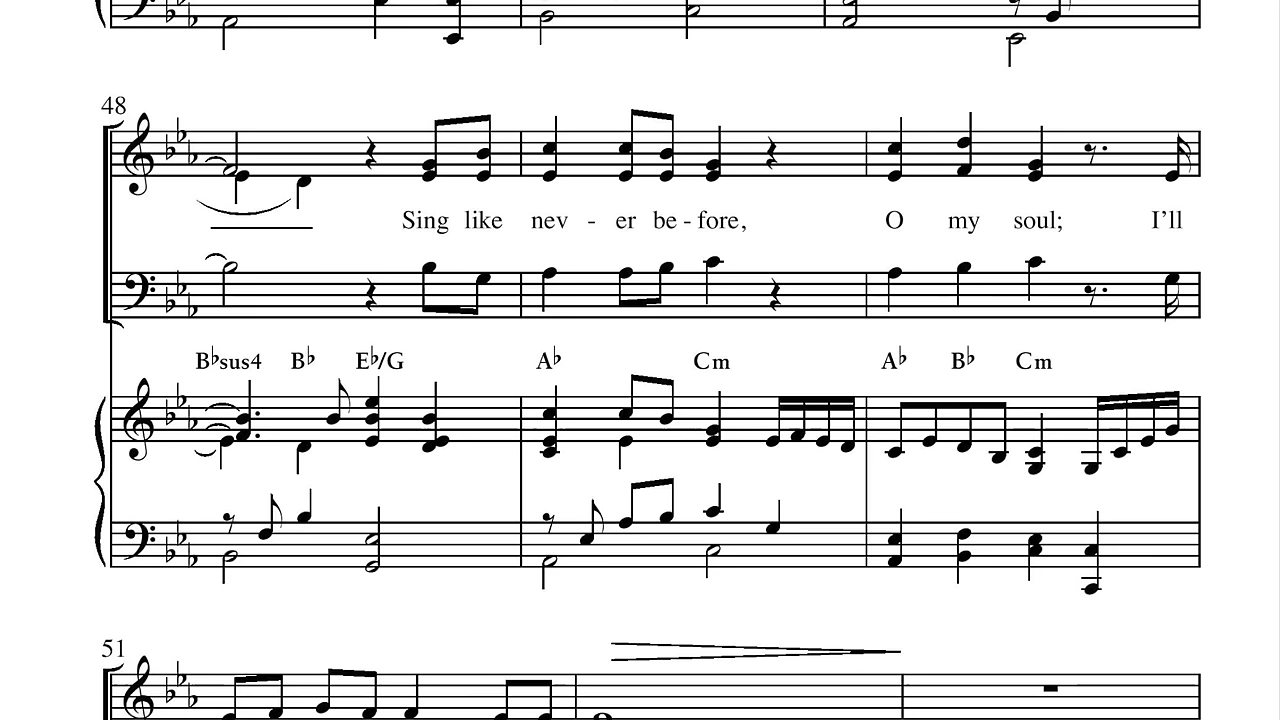 48
Sing like nev - er be - fore, O my soul; I’ll
B♭sus4 B♭ E♭/G A♭ Cm A♭ B♭ Cm
51